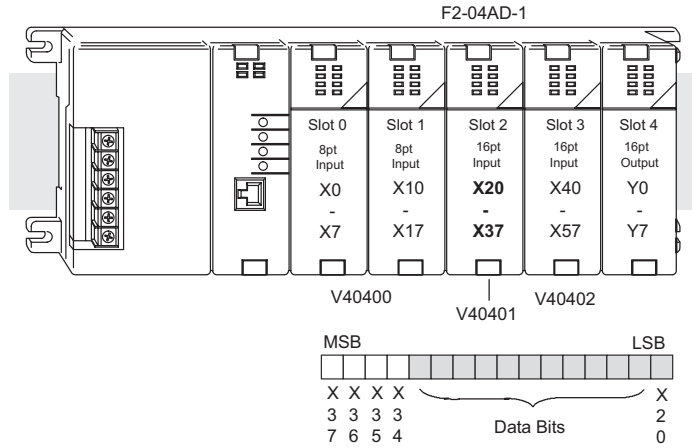 F2-04AD-1
Slot 0
8pt
Input
X0
-
X7
Slot 1
8pt
Input
X10
-
X17
Slot 2
16pt
Input
X20
-
X37
Slot 3
16pt
Input
X40
-
X57
Slot 4
16pt
Output
Y0
-
Y7
V40400
V40401
V40402
MSB
LSB
X X X X X
3 3 3 3 2
7 6 5 4 0
Data Bits